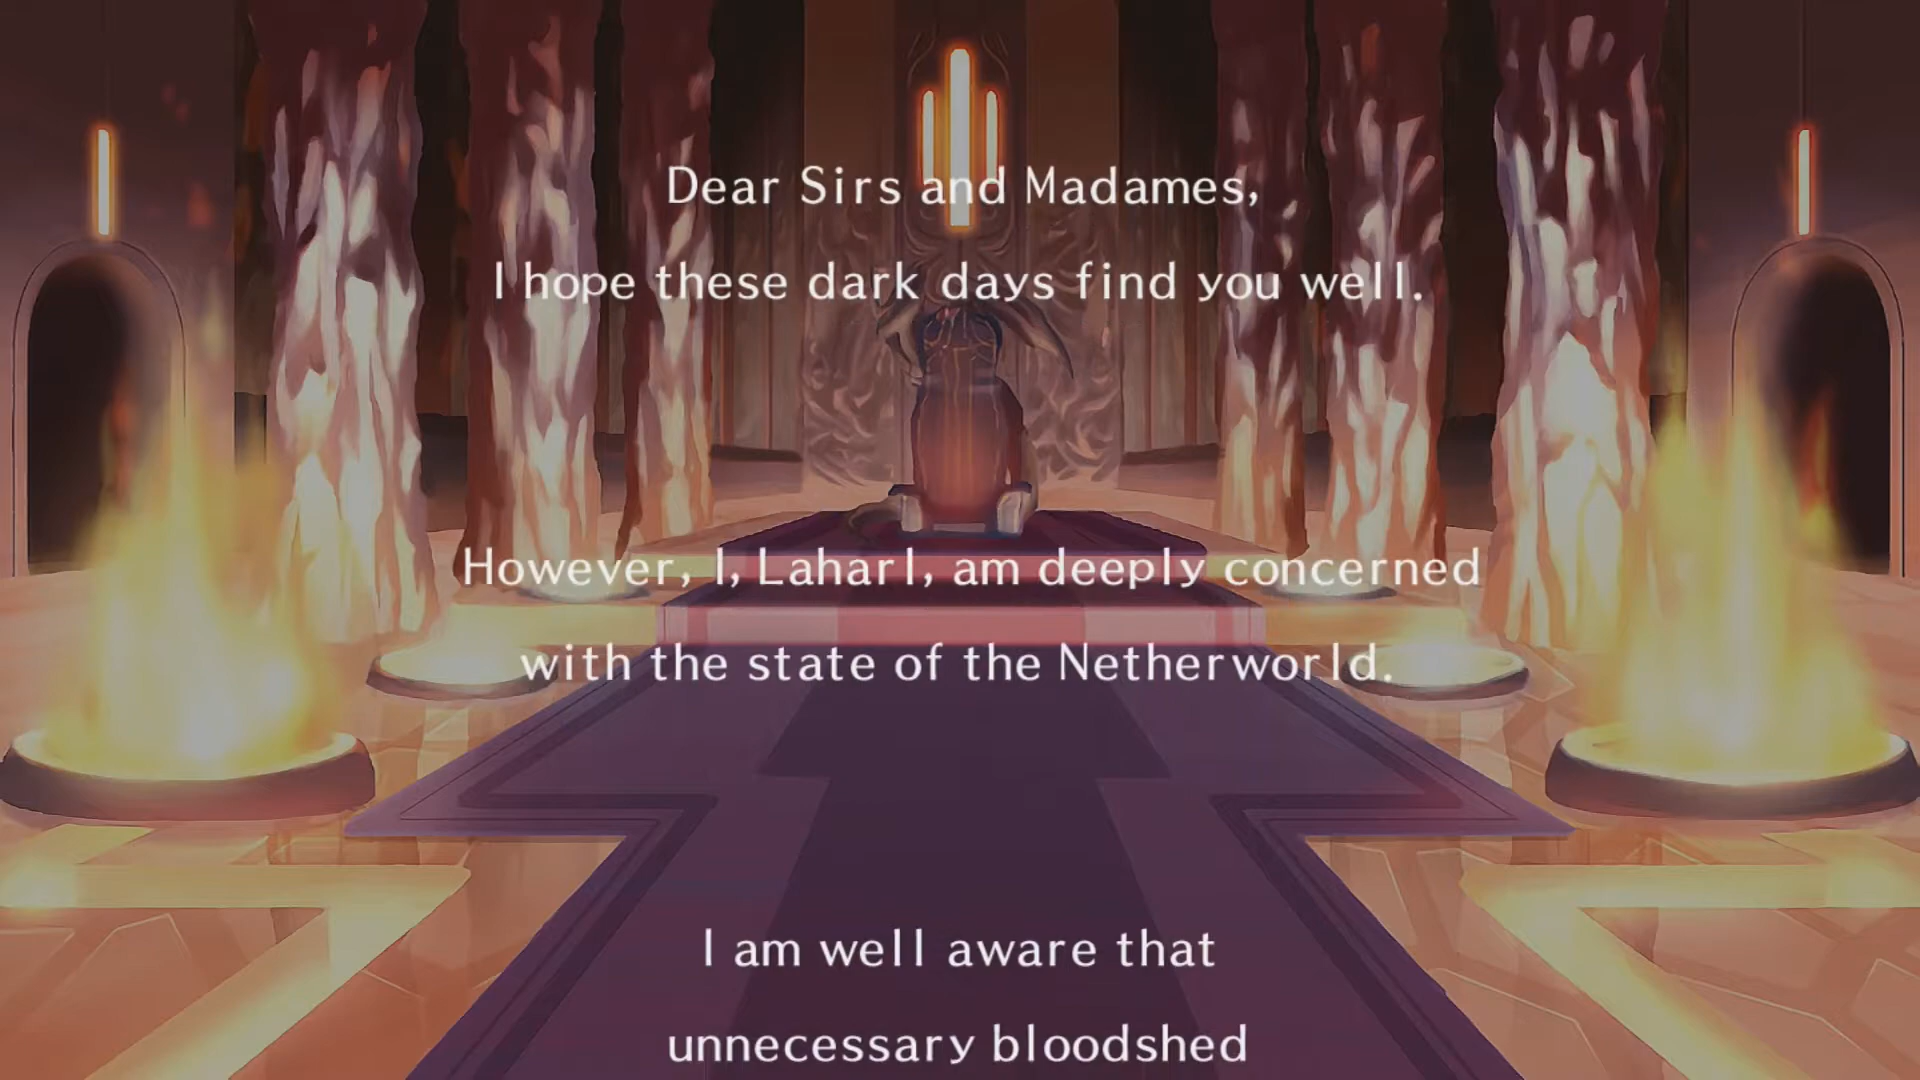 Dear Sirs and Madames,
I hope these dark days find you well.
However, I, Laharl, am deeply concerned
with the state of the Netherworld.
I am well aware that
unnecessary bloodshed